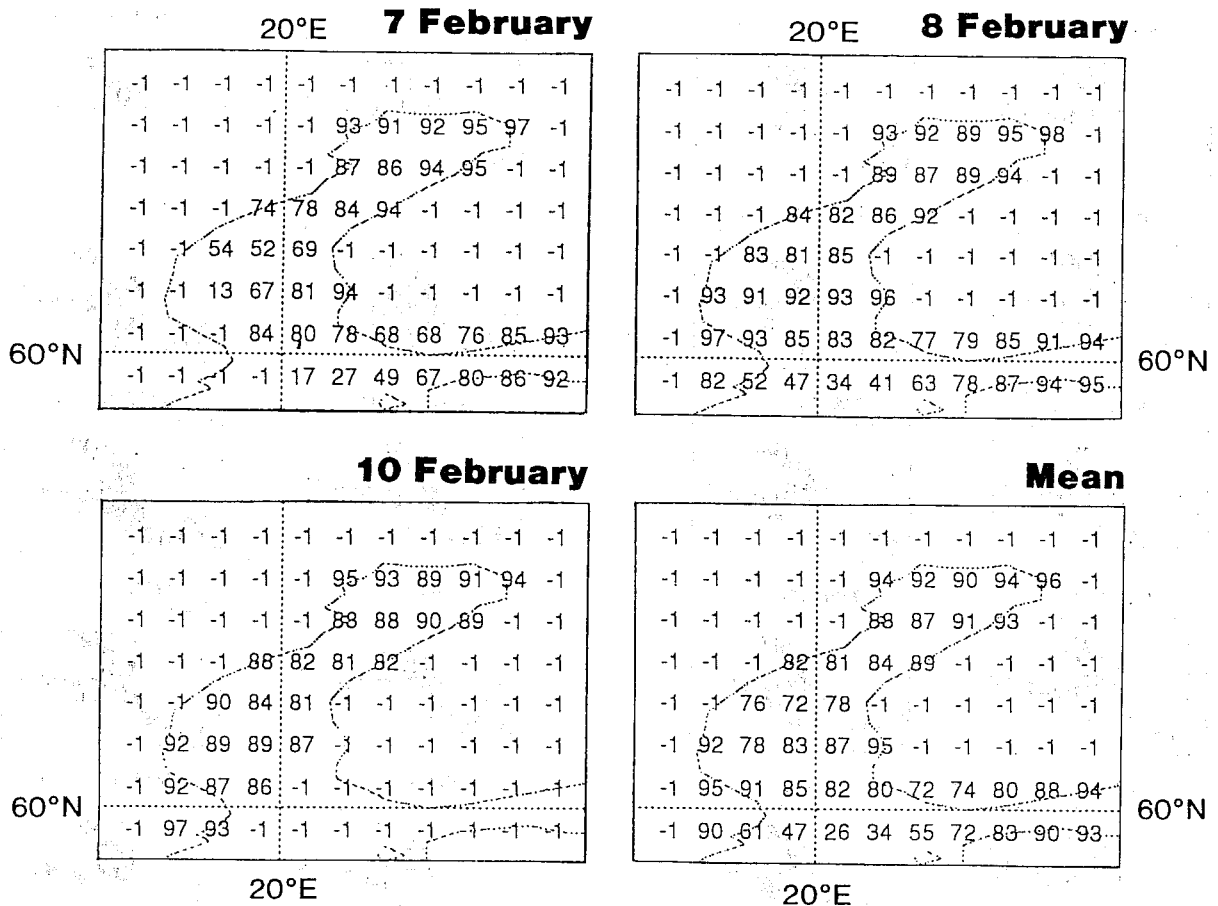 20°E 7 February
-1 -1 -1 -1 -1 -1 -1 -1 -1 -1 -1
-1 -1 -1 -1 -1 93 91 92 95 97 -1
-1 -1 -1 -1 -1 87 86 94 95 -1 -1
-1 -1 -1 74 78 84 94 -1 -1 -1 -1
-1 -1 54 52 69 -1 -1 -1 -1 -1 -1
-1 -1 13 67 81 94 -1 -1 -1 -1 -1
-1 -1 -1 84 80 78 68 68 76 85 93
60°N
-1 -1 -1 -1 17 27 49 67 80 86 92
20°E 8 February
-1 -1 -1 -1 -1 -1 -1 -1 -1 -1 -1
-1 -1 -1 -1 -1 93 92 89 95 98 -1
-1 -1 -1 -1 -1 89 87 89 94 -1 -1
-1 -1 -1 84 82 86 92 -1 -1 -1 -1
-1 -1 83 81 85 -1 -1 -1 -1 -1 -1
-1 93 91 92 93 96 -1 -1 -1 -1 -1
-1 97 93 85 83 82 77 79 85 91 94
60°N
-1 82 52 47 34 41 63 78 87 94 95
10 February
-1 -1 -1 -1 -1 -1 -1 -1 -1 -1 -1
-1 -1 -1 -1 -1 95 93 89 91 94 -1
-1 -1 -1 -1 -1 88 88 90 89 -1 -1
-1 -1 -1 88 82 81 82 -1 -1 -1 -1
-1 -1 90 84 81 -1 -1 -1 -1 -1 -1
-1 92 89 89 87 -1 -1 -1 -1 -1 -1
-1 92 87 86 -1 -1 -1 -1 -1 -1 -1
60°N
-1 97 93 -1 -1 -1 -1 -1 -1 -1 -1
20°E
Mean
-1 -1 -1 -1 -1 -1 -1 -1 -1 -1 -1
-1 -1 -1 -1 -1 94 92 90 94 96 -1
-1 -1 -1 -1 -1 88 87 91 93 -1 -1
-1 -1 -1 82 81 84 89 -1 -1 -1 -1
-1 -1 76 72 78 -1 -1 -1 -1 -1 -1
-1 92 78 83 87 95 -1 -1 -1 -1 -1
-1 95 91 85 82 80 72 74 80 88 94
60°N
-1 90 61 47 26 34 55 72 83 90 93
20°E